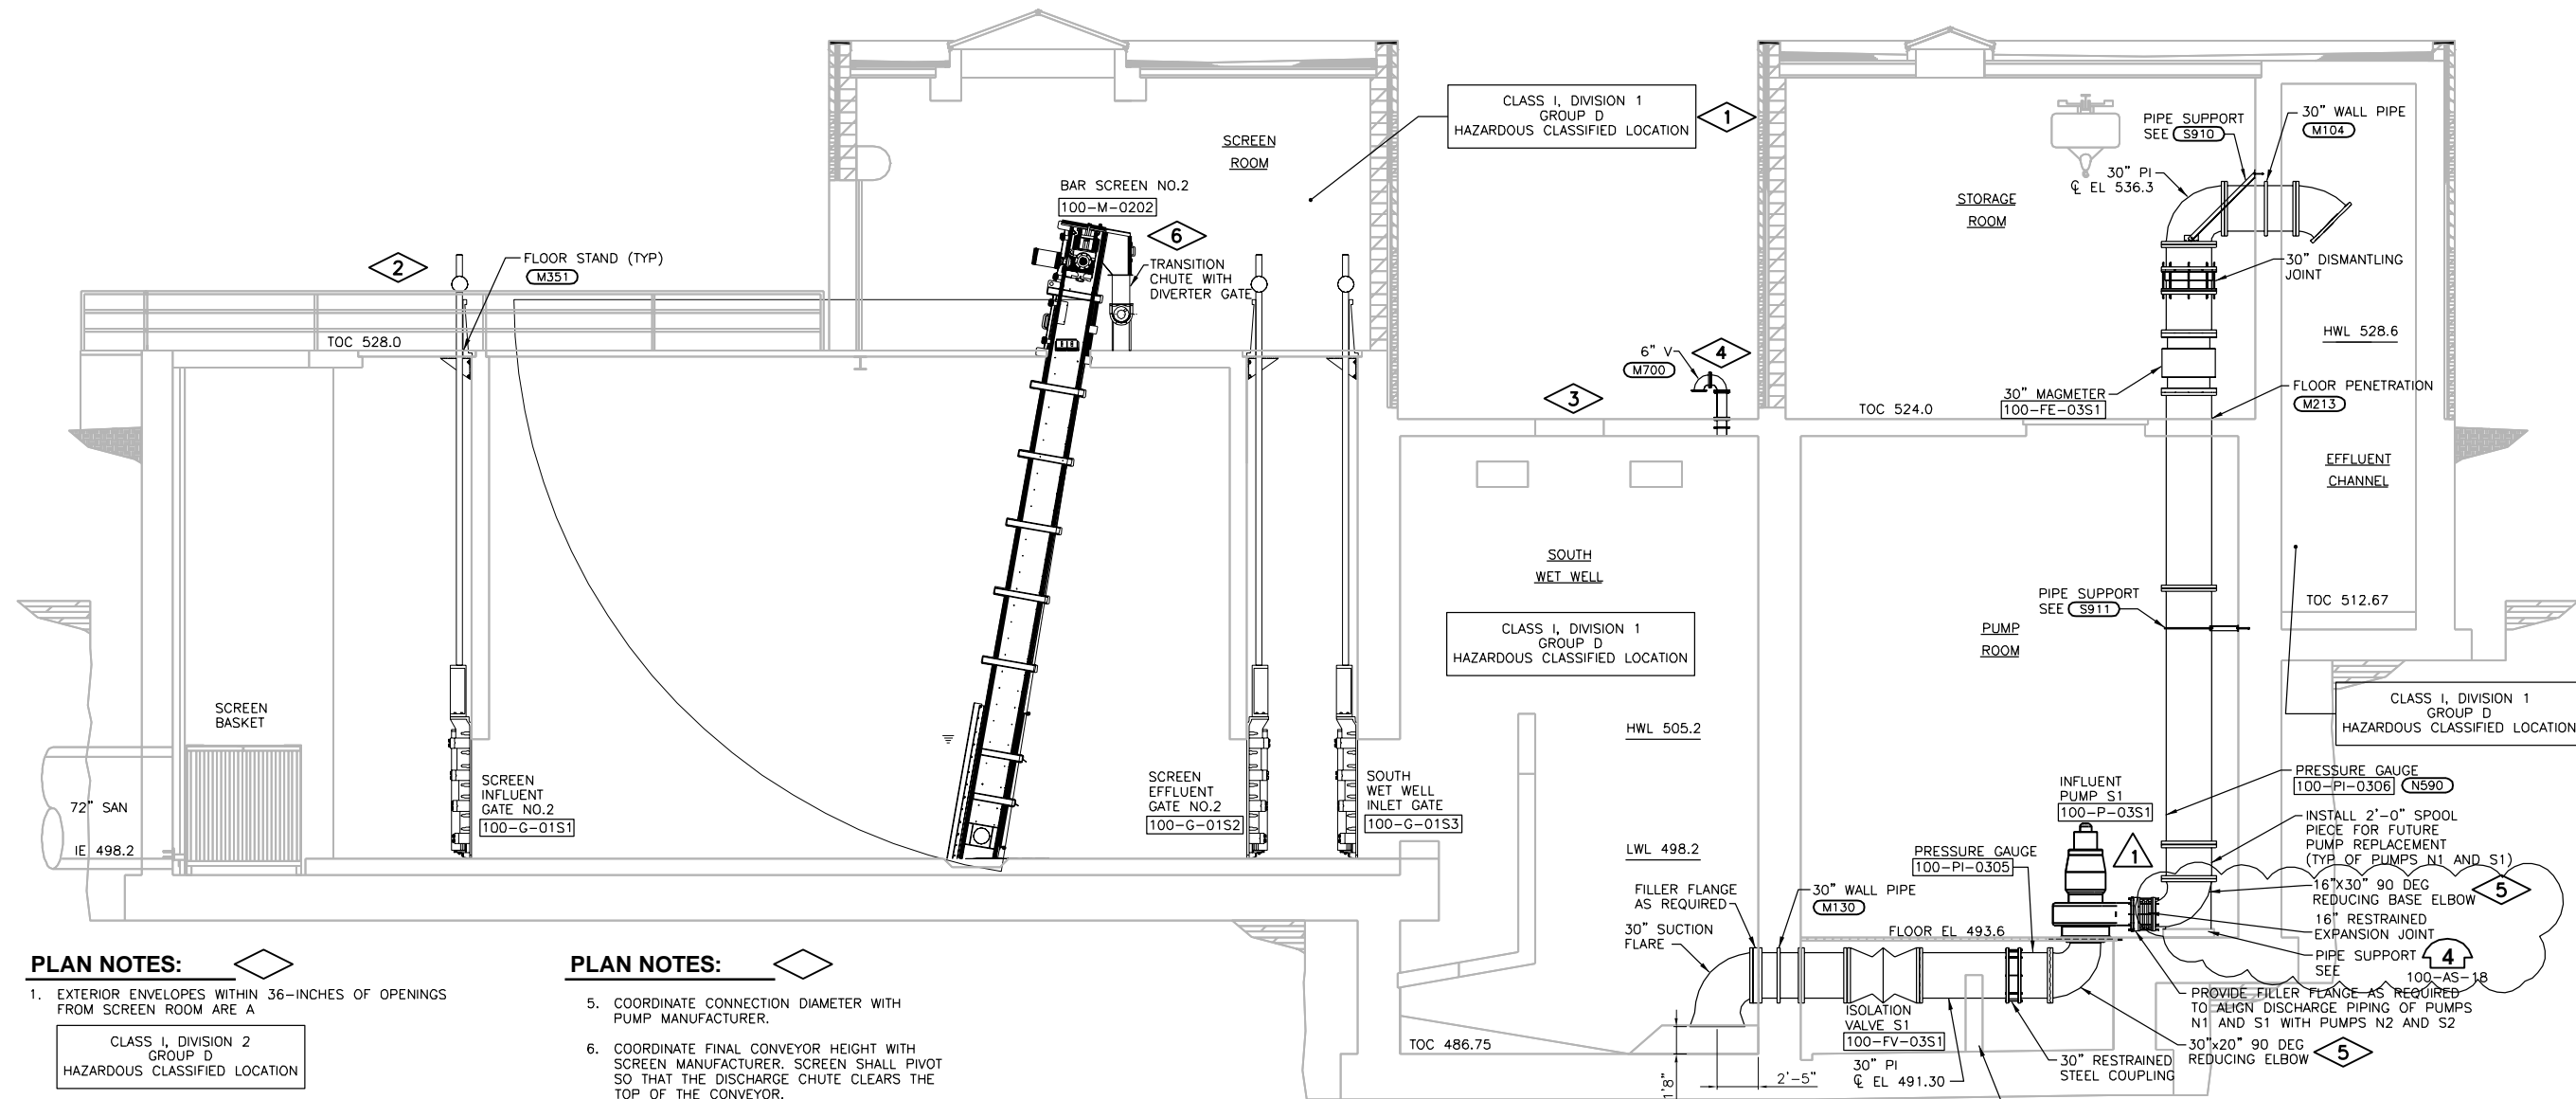 CLASS I, DIVISION 1
GROUP D
HAZARDOUS CLASSIFIED LOCATION
1
SCREEN
ROOM
BAR SCREEN NO.2
100-M-0202
6
TRANSITION
CHUTE WITH
DIVERTER GATE
2
FLOOR STAND (TYP)
M351
TOC 528.0
PIPE SUPPORT
SEE S910
30" WALL PIPE
M104
30" PI
℄ EL 536.3
STORAGE
ROOM
30" DISMANTLING
JOINT
HWL 528.6
6" V
M700
4
3
30" MAGMETER
100-FE-03S1
TOC 524.0
FLOOR PENETRATION
M213
EFFLUENT
CHANNEL
SOUTH
WET WELL
CLASS I, DIVISION 1
GROUP D
HAZARDOUS CLASSIFIED LOCATION
PIPE SUPPORT
SEE S911
PUMP
ROOM
TOC 512.67
CLASS I, DIVISION 1
GROUP D
HAZARDOUS CLASSIFIED LOCATION
SCREEN
BASKET
72" SAN
IE 498.2
SCREEN
INFLUENT
GATE NO.2
100-G-01S1
SCREEN
EFFLUENT
GATE NO.2
100-G-01S2
SOUTH
WET WELL
INLET GATE
100-G-01S3
HWL 505.2
LWL 498.2
INFLUENT
PUMP S1
100-P-03S1
1
PRESSURE GAUGE
100-PI-0306 N590
INSTALL 2'-0" SPOOL
PIECE FOR FUTURE
PUMP REPLACEMENT
(TYP OF PUMPS N1 AND S1)
PRESSURE GAUGE
100-PI-0305
16"X30" 90 DEG
REDUCING BASE ELBOW
5
16" RESTRAINED
EXPANSION JOINT
PIPE SUPPORT
SEE
4
100-AS-18
PROVIDE FILLER FLANGE AS REQUIRED
TO ALIGN DISCHARGE PIPING OF PUMPS
N1 AND S1 WITH PUMPS N2 AND S2
30"x20" 90 DEG
REDUCING ELBOW
5
FILLER FLANGE
AS REQUIRED
30" WALL PIPE
M130
30" SUCTION
FLARE
FLOOR EL 493.6
TOC 486.75
ISOLATION
VALVE S1
100-FV-03S1
30" PI
℄ EL 491.30
30" RESTRAINED
STEEL COUPLING
1'8"
2'-5"
PLAN NOTES:
1. EXTERIOR ENVELOPES WITHIN 36-INCHES OF OPENINGS
FROM SCREEN ROOM ARE A
CLASS I, DIVISION 2
GROUP D
HAZARDOUS CLASSIFIED LOCATION
PLAN NOTES:
5. COORDINATE CONNECTION DIAMETER WITH
PUMP MANUFACTURER.
6. COORDINATE FINAL CONVEYOR HEIGHT WITH
SCREEN MANUFACTURER. SCREEN SHALL PIVOT
SO THAT THE DISCHARGE CHUTE CLEARS THE
TOP OF THE CONVEYOR.